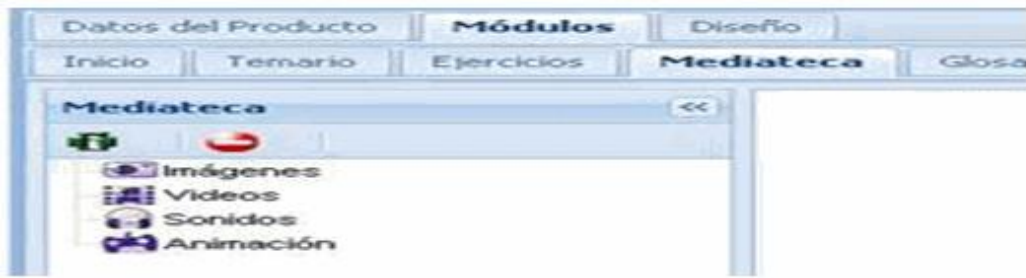 Datos del Producto Módulos Diseño
Inicio Temario Ejercicios Mediateca Glosa
Mediateca <<
Imágenes
Videos
Sonidos
Animación